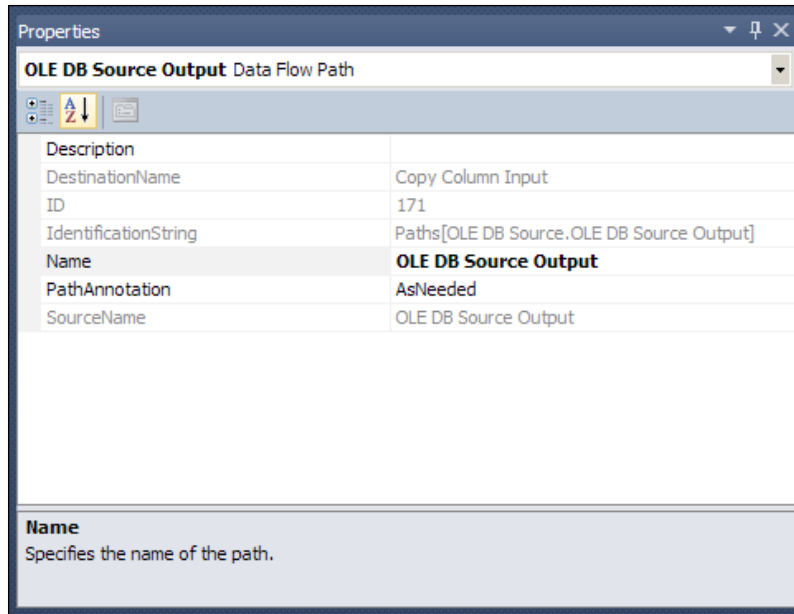 Properties
OLE DB Source Output Data Flow Path
A
Z
Description
DestinationName Copy Column Input
ID 171
IdentificationString Paths[OLE DB Source.OLE DB Source Output]
Name OLE DB Source Output
PathAnnotation AsNeeded
SourceName OLE DB Source Output
Name
Specifies the name of the path.